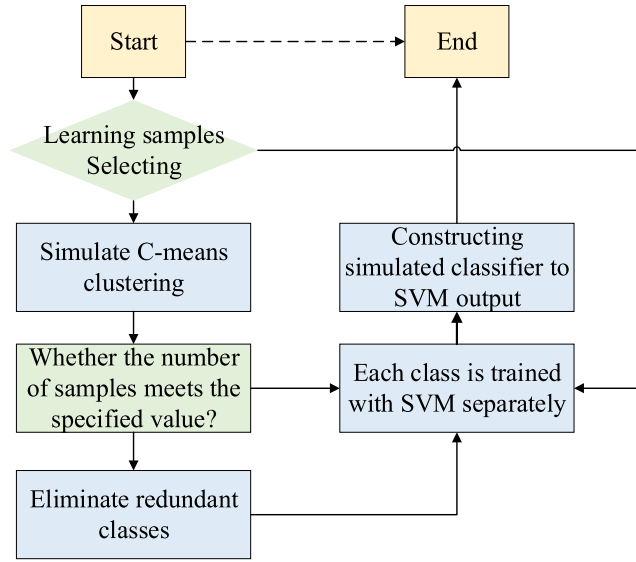 Start
End
Learning samples
Selecting
Simulate C-means
clustering
Constructing
simulated classifier to
SVM output
Whether the number
of samples meets the
specified value?
Each class is trained
with SVM separately
Eliminate redundant
classes